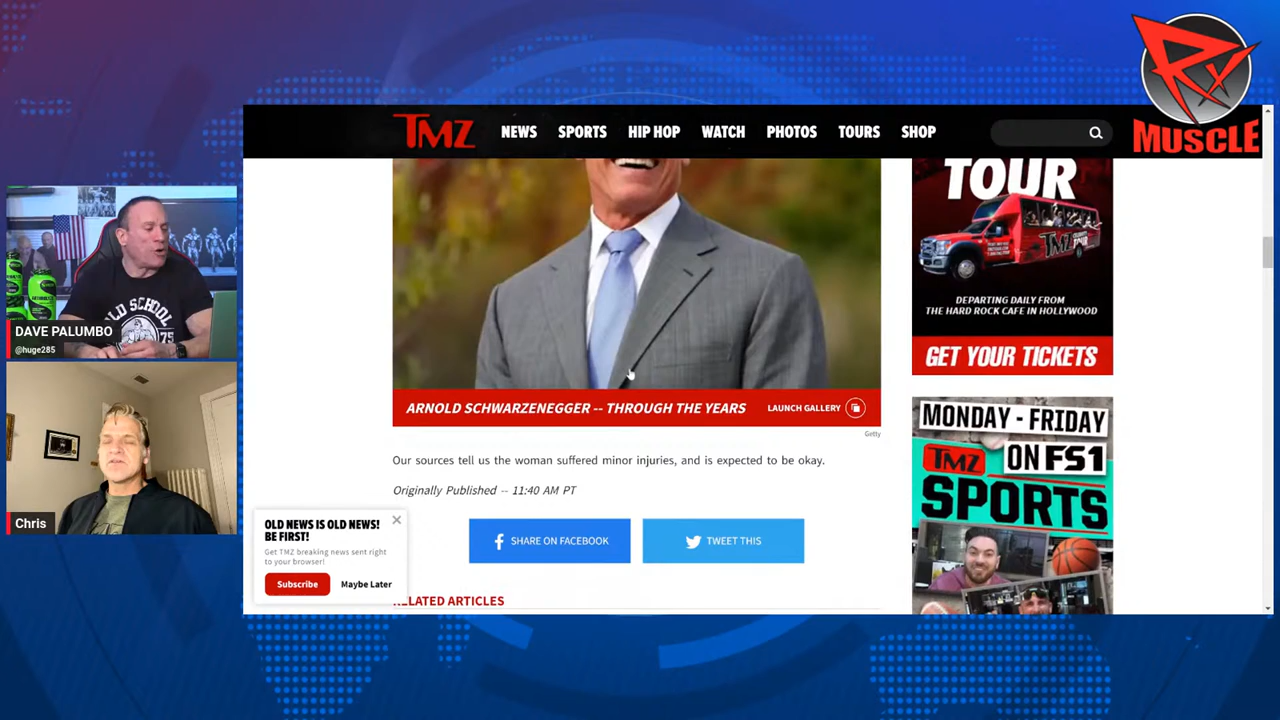 RX
MUSCLE
TMZ
NEWS
SPORTS
HIP HOP
WATCH
PHOTOS
TOURS
SHOP
TOUR
TMZ
DEPARTING DAILY FROM
THE HARD ROCK CAFE IN HOLLYWOOD
GET YOUR TICKETS
OLD SCHOOL
DAVE PALUMBO
@huge285
Chris
ARNOLD SCHWARZENEGGER -- THROUGH THE YEARS
LAUNCH GALLERY
Getty
Our sources tell us the woman suffered minor injuries, and is expected to be okay.
Originally Published -- 11:40 AM PT
SHARE ON FACEBOOK
TWEET THIS
RELATED ARTICLES
OLD NEWS IS OLD NEWS!
BE FIRST!
Get TMZ breaking news sent right
to your browser!
Subscribe
Maybe Later
MONDAY - FRIDAY
TMZ ON FS1
SPORTS